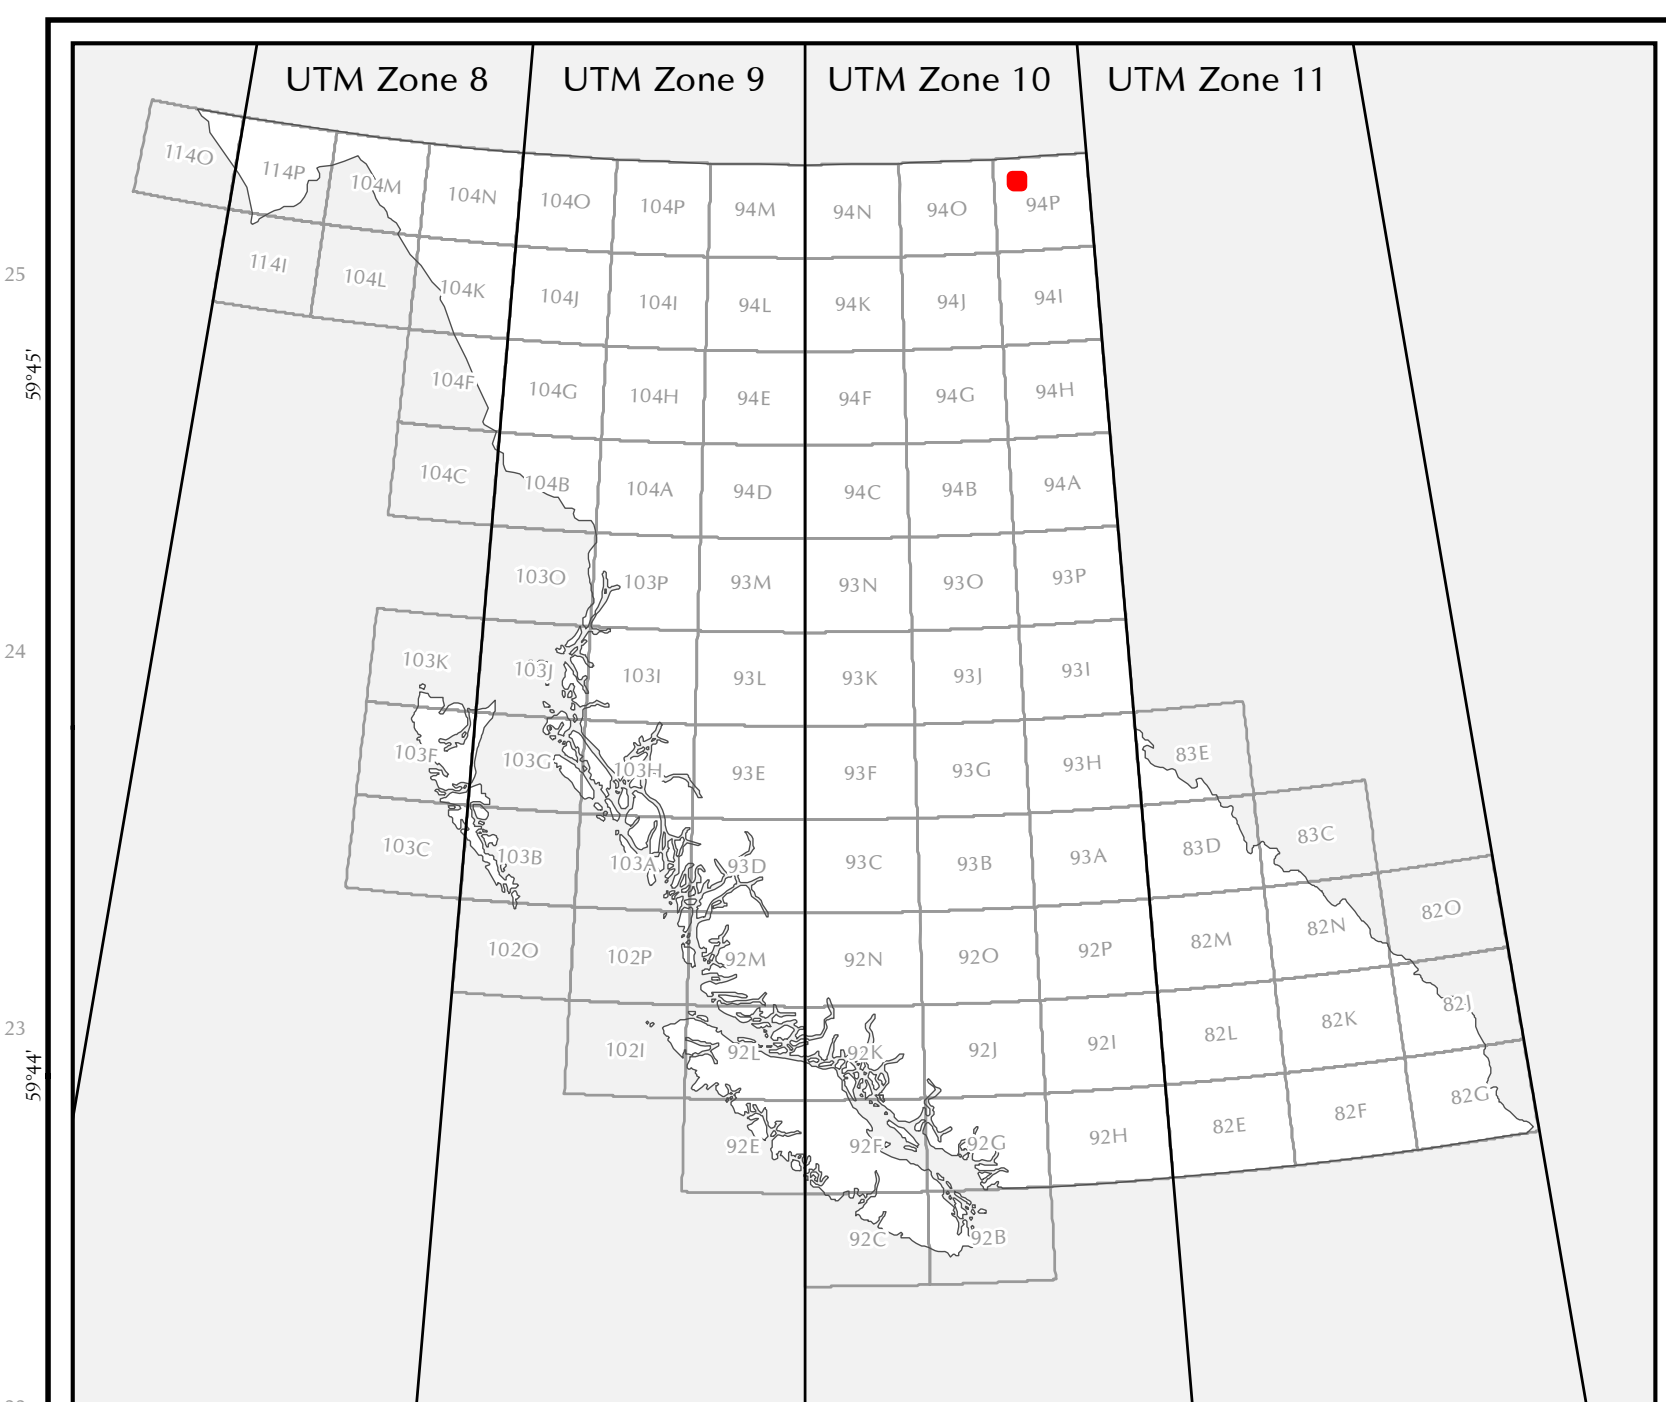 UTM Zone 8 UTM Zone 9 UTM Zone 10 UTM Zone 11
114O 114P 104M 104N 104O 104P 94M 94N 94O 94P
25 114I 104L 104K 104J 104I 94L 94K 94J 94I
59°45'
104F 104G 104H 94E 94F 94G 94H
104C 104B 104A 94D 94C 94B 94A
103O 103P 93M 93N 93O 93P
24 103K 103J 103I 93L 93K 93J 93I
103F 103G 103H 93E 93F 93G 93H 83E
103C 103B 103A 93D 93C 93B 93A 83D 83C
102O 102P 92M 92N 92O 92P 82M 82N 82O
23 102I 92L 92K 92J 92I 82L 82K 82J
59°44'
92E 92F 92G 92H 82E 82F 82G
92C 92B